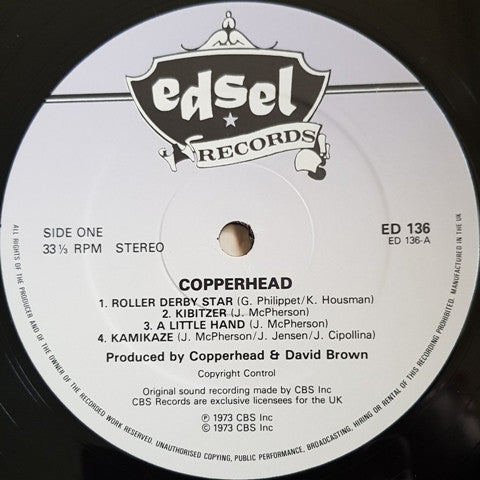 edsel
RECORDS
SIDE ONE
33⅓ RPM STEREO
ED 136
ED 136-A
COPPERHEAD
1. ROLLER DERBY STAR (G. Philippet/K. Housman)
2. KIBITZER (J. McPherson)
3. A LITTLE HAND (J. McPherson)
4. KAMIKAZE (J. McPherson/J. Jensen/J. Cipollina)
Produced by Copperhead & David Brown
Copyright Control
Original sound recording made by CBS Inc
CBS Records are exclusive licensees for the UK
℗ 1973 CBS Inc
© 1973 CBS Inc
ALL RIGHTS OF THE PRODUCER AND OF THE OWNER OF THE RECORDED WORK RESERVED. UNAUTHORISED COPYING, PUBLIC PERFORMANCE, BROADCASTING, HIRING OR RENTAL OF THIS RECORDING PROHIBITED. MANUFACTURED IN THE UK